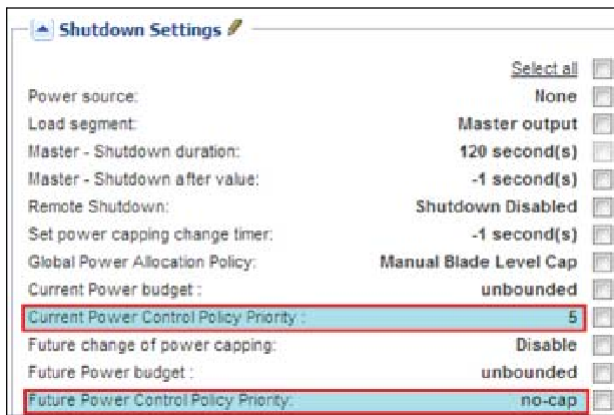 Shutdown Settings
Select all
Power source: None
Load segment: Master output
Master - Shutdown duration: 120 second(s)
Master - Shutdown after value: -1 second(s)
Remote Shutdown: Shutdown Disabled
Set power capping change timer: -1 second(s)
Global Power Allocation Policy: Manual Blade Level Cap
Current Power budget : unbounded
Current Power Control Policy Priority : 5
Future change of power capping: Disable
Future Power budget : unbounded
Future Power Control Policy Priority: no-cap